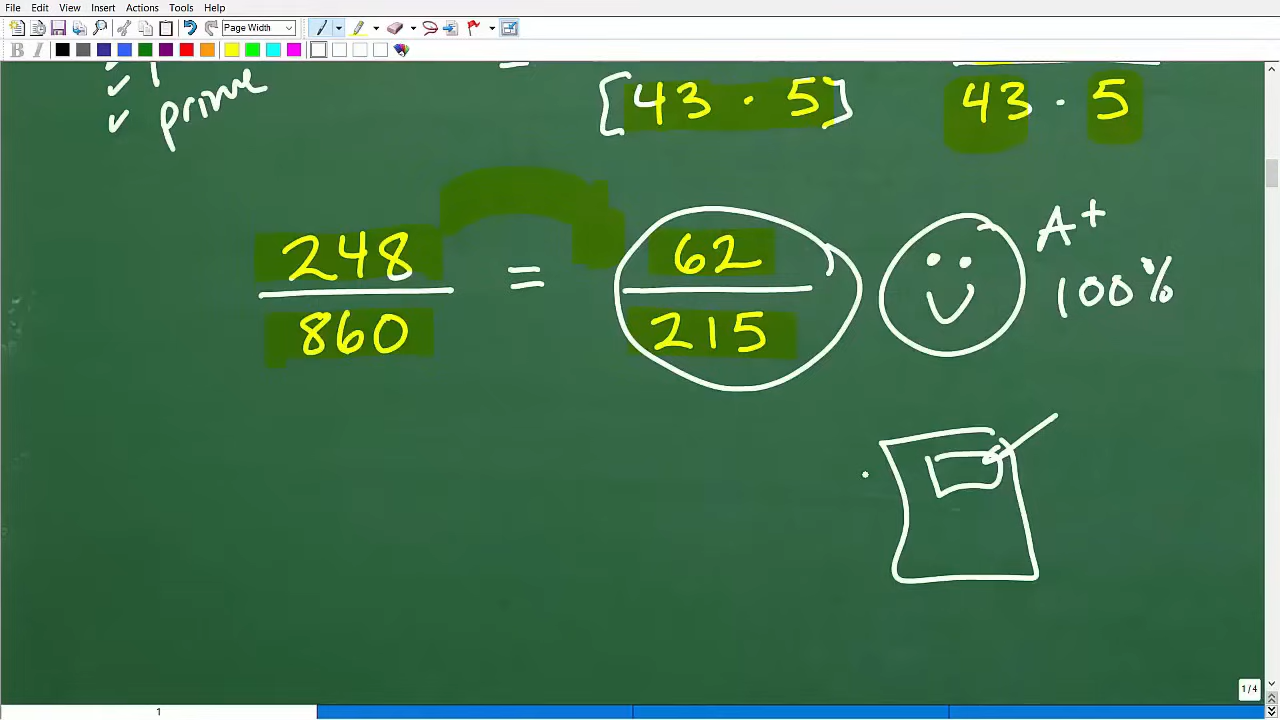 File Edit View Insert Actions Tools Help
Page Width
B I
prime
= [43 · 5] 43 · 5
248 / 860 = 62 / 215
A+
100%
1/4
1